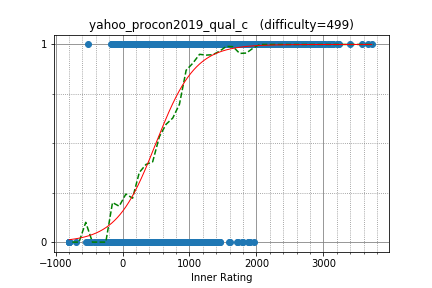 yahoo_procon2019_qual_c (difficulty=499)
1
0
-1000 0 1000 2000 3000
Inner Rating